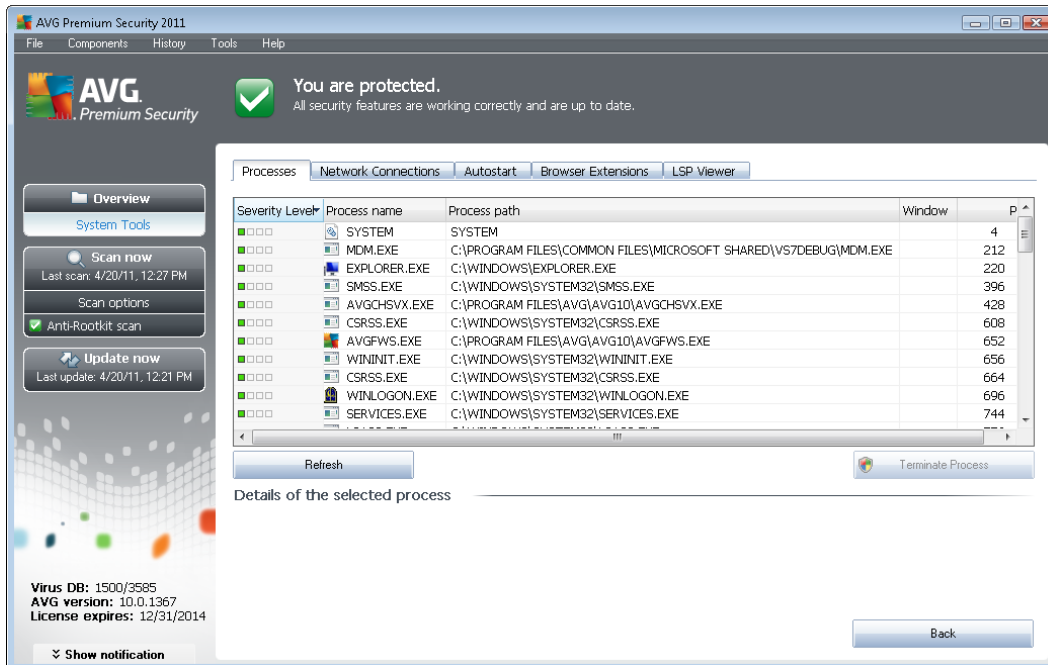 AVG Premium Security 2011
File Components History Tools Help
AVG.
Premium Security
You are protected.
All security features are working correctly and are up to date.
Overview
System Tools
Scan now
Last scan: 4/20/11, 12:27 PM
Scan options
Anti-Rootkit scan
Update now
Last update: 4/20/11, 12:21 PM
Virus DB: 1500/3585
AVG version: 10.0.1367
License expires: 12/31/2014
Show notification
Processes Network Connections Autostart Browser Extensions LSP Viewer
Severity Level Process name Process path Window P
SYSTEM SYSTEM 4
MDM.EXE C:\PROGRAM FILES\COMMON FILES\MICROSOFT SHARED\VS7DEBUG\MDM.EXE 212
EXPLORER.EXE C:\WINDOWS\EXPLORER.EXE 220
SMSS.EXE C:\WINDOWS\SYSTEM32\SMSS.EXE 396
AVGCHSVX.EXE C:\PROGRAM FILES\AVG\AVG10\AVGCHSVX.EXE 428
CSRSS.EXE C:\WINDOWS\SYSTEM32\CSRSS.EXE 608
AVGFWS.EXE C:\PROGRAM FILES\AVG\AVG10\AVGFWS.EXE 652
WININIT.EXE C:\WINDOWS\SYSTEM32\WININIT.EXE 656
CSRSS.EXE C:\WINDOWS\SYSTEM32\CSRSS.EXE 664
WINLOGON.EXE C:\WINDOWS\SYSTEM32\WINLOGON.EXE 696
SERVICES.EXE C:\WINDOWS\SYSTEM32\SERVICES.EXE 744
Refresh Terminate Process
Details of the selected process
Back